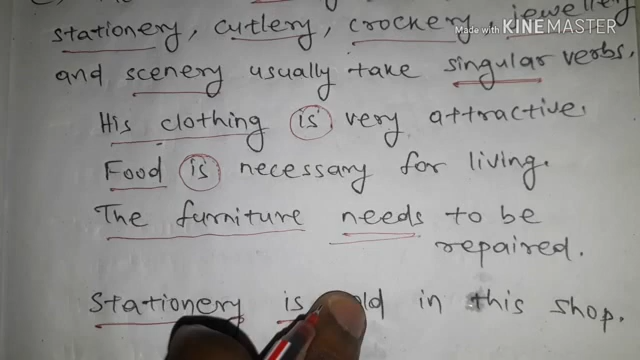 stationery, cutlery, crockery, jewellery
Made with KINEMASTER
and scenery usually take singular verbs.
His clothing is very attractive.
Food is necessary for living.
The furniture needs to be
repaired.
Stationery is in this shop.